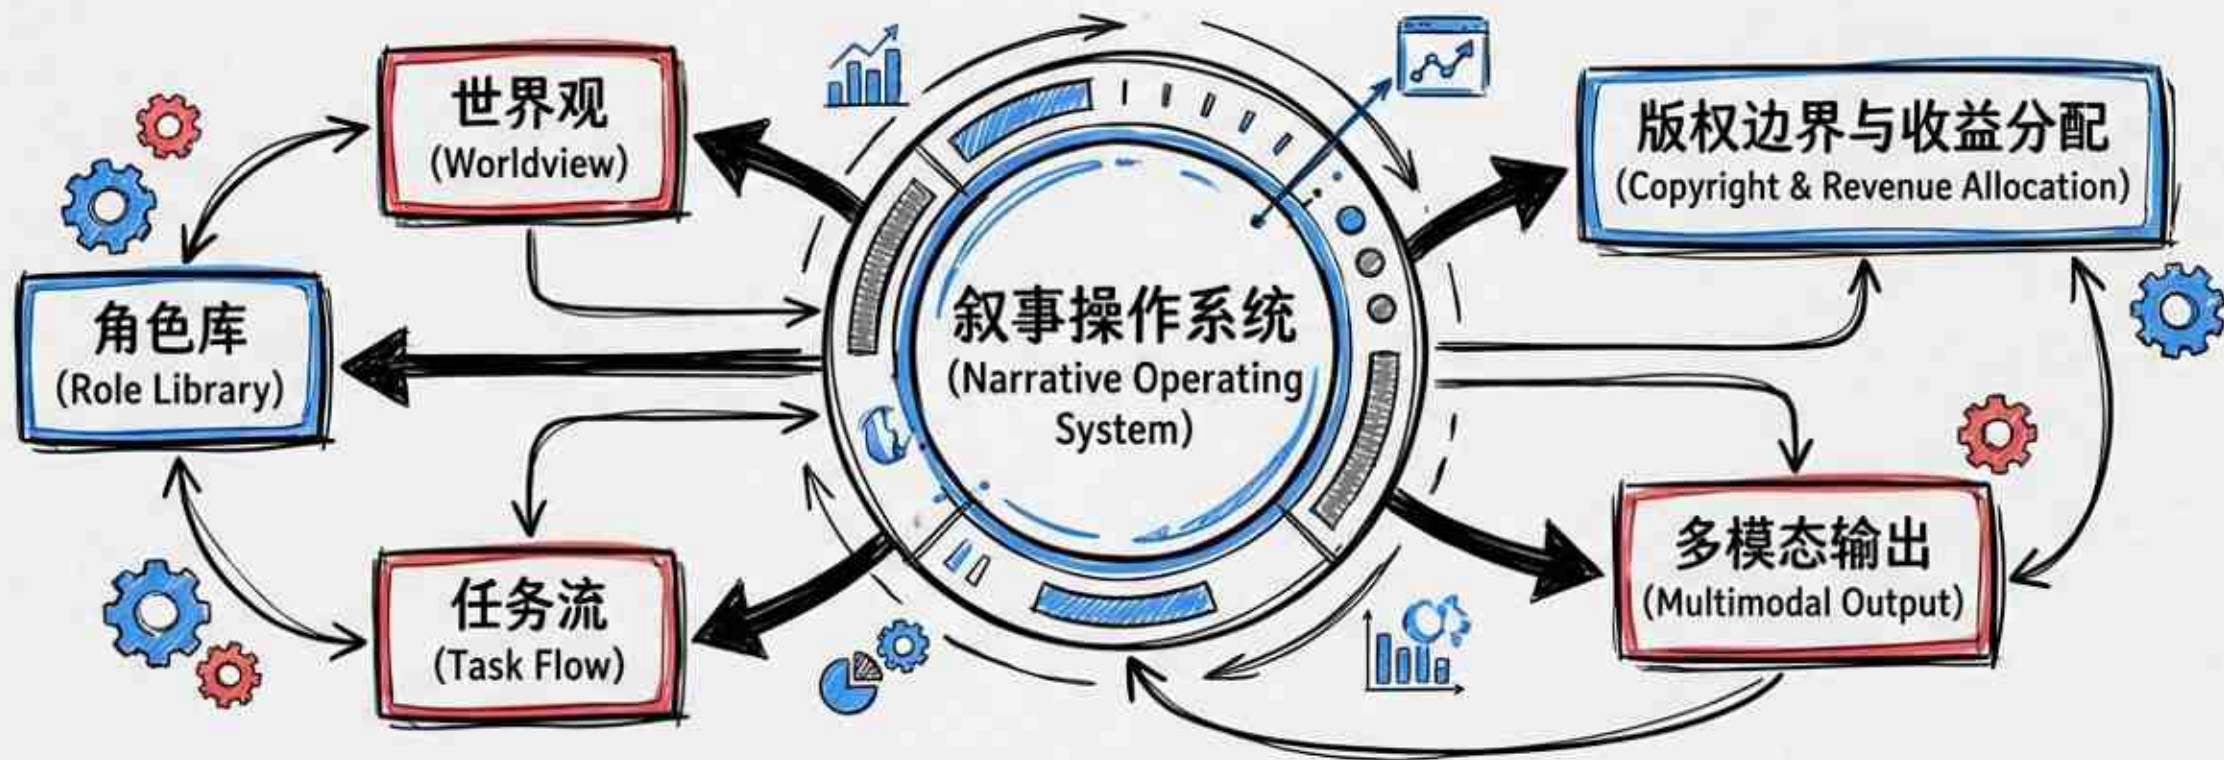 世界观
(Worldview)
角色库
(Role Library)
任务流
(Task Flow)
叙事操作系统
(Narrative Operating
System)
版权边界与收益分配
(Copyright & Revenue Allocation)
多模态输出
(Multimodal Output)